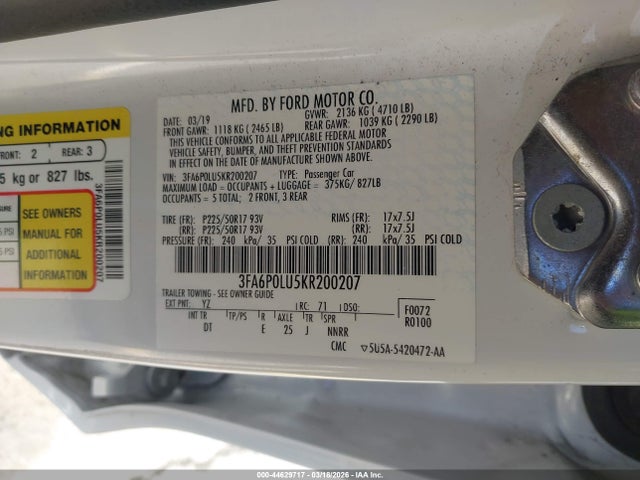 NG INFORMATION
FRONT: 2 REAR: 3
5 kg or 827 lbs.
SEE OWNERS
MANUAL FOR
ADDITIONAL
INFORMATION
3FA6P0LU5KR200207
MFD. BY FORD MOTOR CO.
DATE: 03/19 GVWR: 2136 KG ( 4710 LB)
FRONT GAWR: 1118 KG ( 2465 LB) REAR GAWR: 1039 KG ( 2290 LB)
THIS VEHICLE CONFORMS TO ALL APPLICABLE FEDERAL MOTOR
VEHICLE SAFETY, BUMPER, AND THEFT PREVENTION STANDARDS
IN EFFECT ON THE DATE OF MANUFACTURE SHOWN ABOVE.
VIN: 3FA6P0LU5KR200207 TYPE: Passenger Car
MAXIMUM LOAD = OCCUPANTS + LUGGAGE = 375KG/ 827LB
OCCUPANTS = 5 TOTAL: 2 FRONT, 3 REAR
TIRE (FR): P225/50R17 93V RIMS (FR): 17x7.5J
(RR): P225/50R17 93V (RR): 17x7.5J
PRESSURE (FR): 240 kPa/ 35 PSI COLD (RR): 240 kPa/ 35 PSI COLD
3FA6P0LU5KR200207
TRAILER TOWING - SEE OWNER GUIDE
EXT PNT: YZ RC: 71 DSO: F0072
INT TR TP/PS R AXLE TR SPR R0100
DT E 25 J NNRR
CMC ▽5U5A-5420472-AA
000-44629717 - 03/18/2026 - IAA Inc.